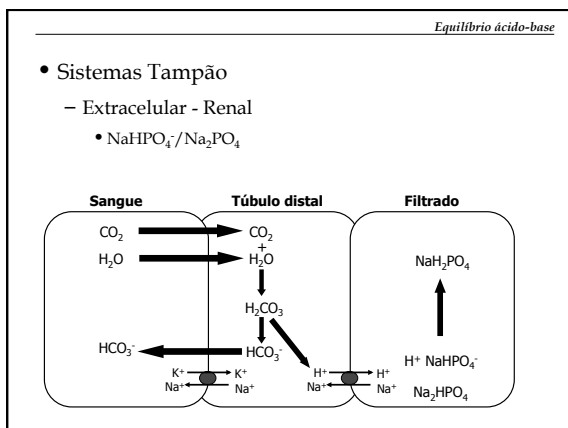 Equilíbrio ácido-base
• Sistemas Tampão
– Extracelular - Renal
• NaHPO₄⁻/Na₂PO₄
Sangue Túbulo distal Filtrado
CO₂ CO₂
+
H₂O H₂O NaH₂PO₄
H₂CO₃
HCO₃⁻ HCO₃⁻ H⁺ NaHPO₄⁻
K⁺ K⁺ H⁺ H⁺
Na⁺ Na⁺ Na⁺ Na⁺ Na₂HPO₄